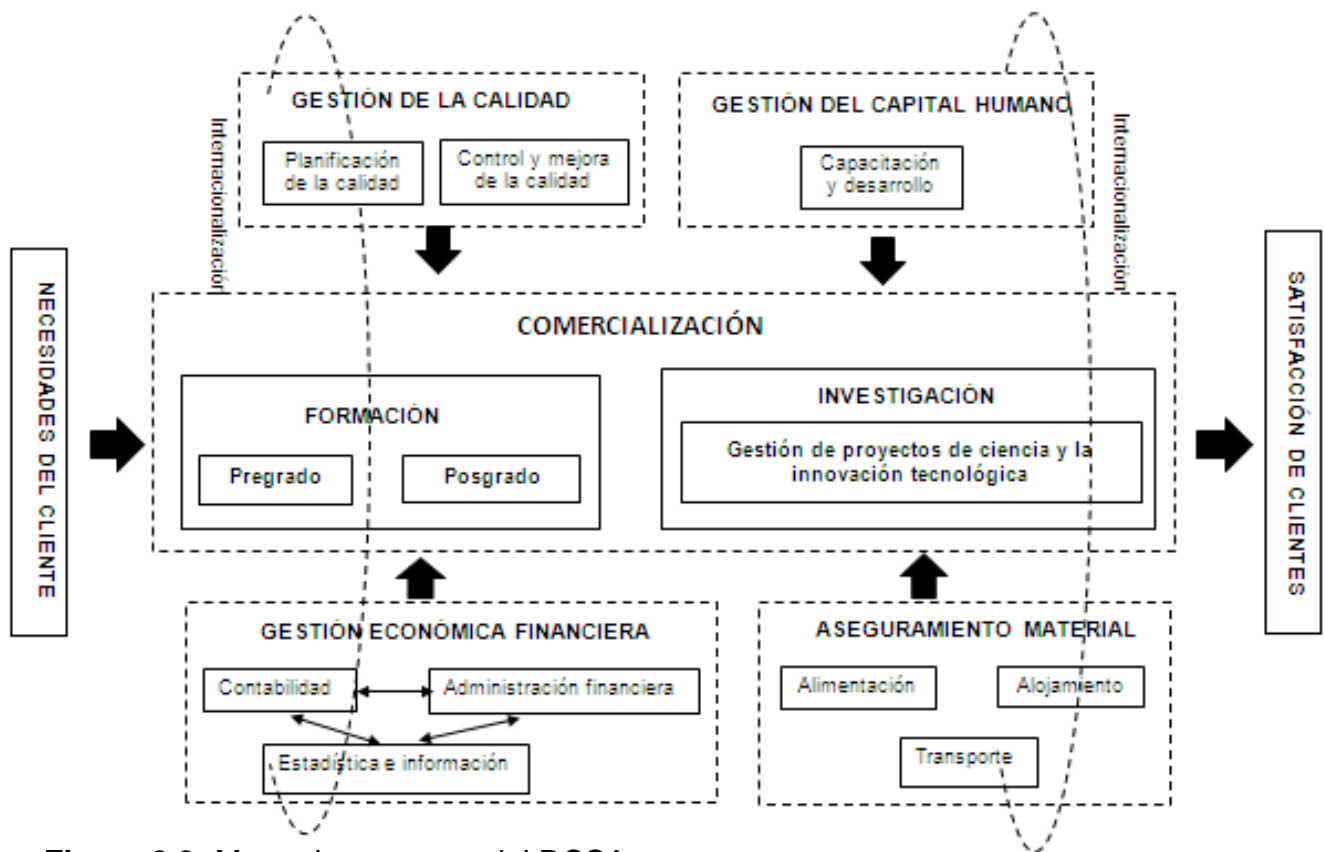 GESTIÓN DE LA CALIDAD
Planificación
de la calidad
Control y mejora
de la calidad
GESTIÓN DEL CAPITAL HUMANO
Capacitación
y desarrollo
Internacionalización
Internacionalización
NECESIDADES DEL CLIENTE
COMERCIALIZACIÓN
FORMACIÓN
Pregrado
Posgrado
INVESTIGACIÓN
Gestión de proyectos de ciencia y la
innovación tecnológica
SATISFACCIÓN DE CLIENTES
GESTIÓN ECONÓMICA FINANCIERA
Contabilidad
Administración financiera
Estadística e información
ASEGURAMIENTO MATERIAL
Alimentación
Alojamiento
Transporte